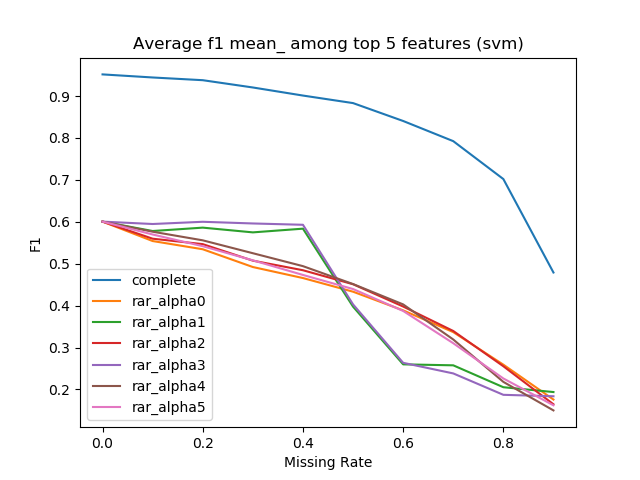 Average f1 mean_ among top 5 features (svm)
F1
0.9
0.8
0.7
0.6
0.5
0.4
0.3
0.2
complete
rar_alpha0
rar_alpha1
rar_alpha2
rar_alpha3
rar_alpha4
rar_alpha5
0.0 0.2 0.4 0.6 0.8
Missing Rate